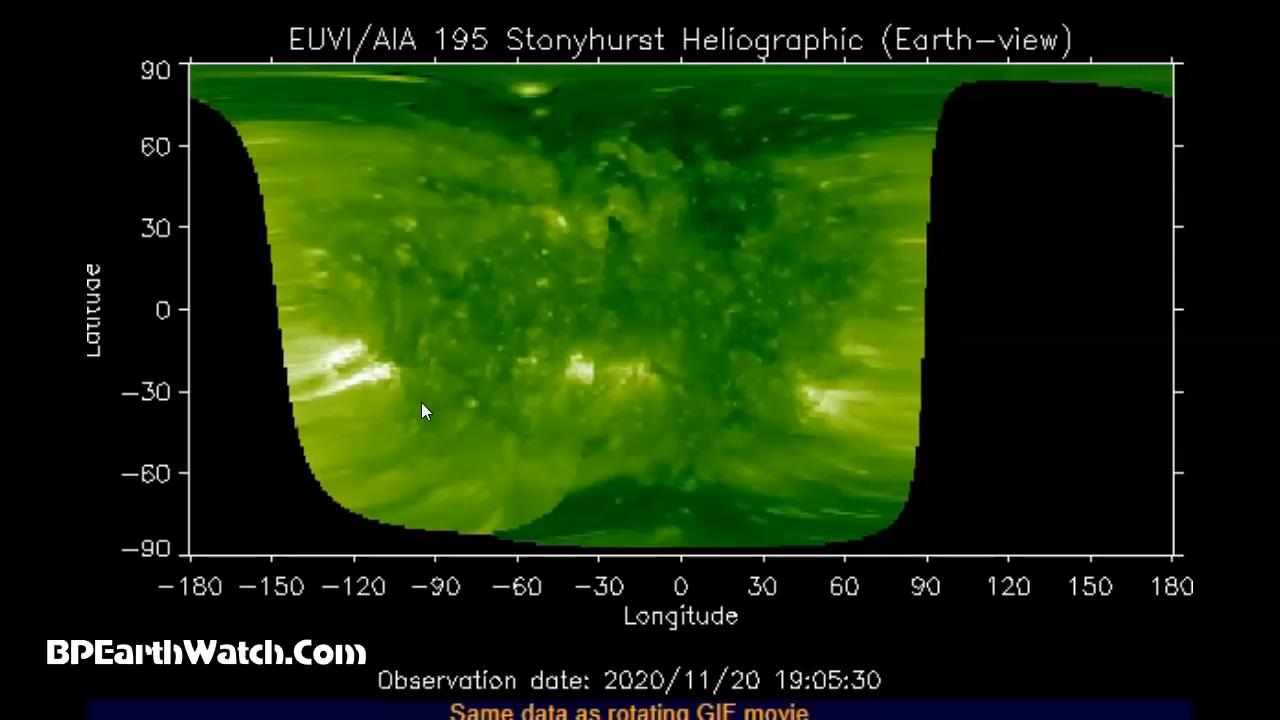 EUVI/AIA 195 Stonyhurst Heliographic (Earth-view)
90
60
30
0
-30
-60
-90
Latitude
-180 -150 -120 -90 -60 -30 0 30 60 90 120 150 180
Longitude
BPEarthWatch.Com
Observation date: 2020/11/20 19:05:30
Same data as rotating GIF movie